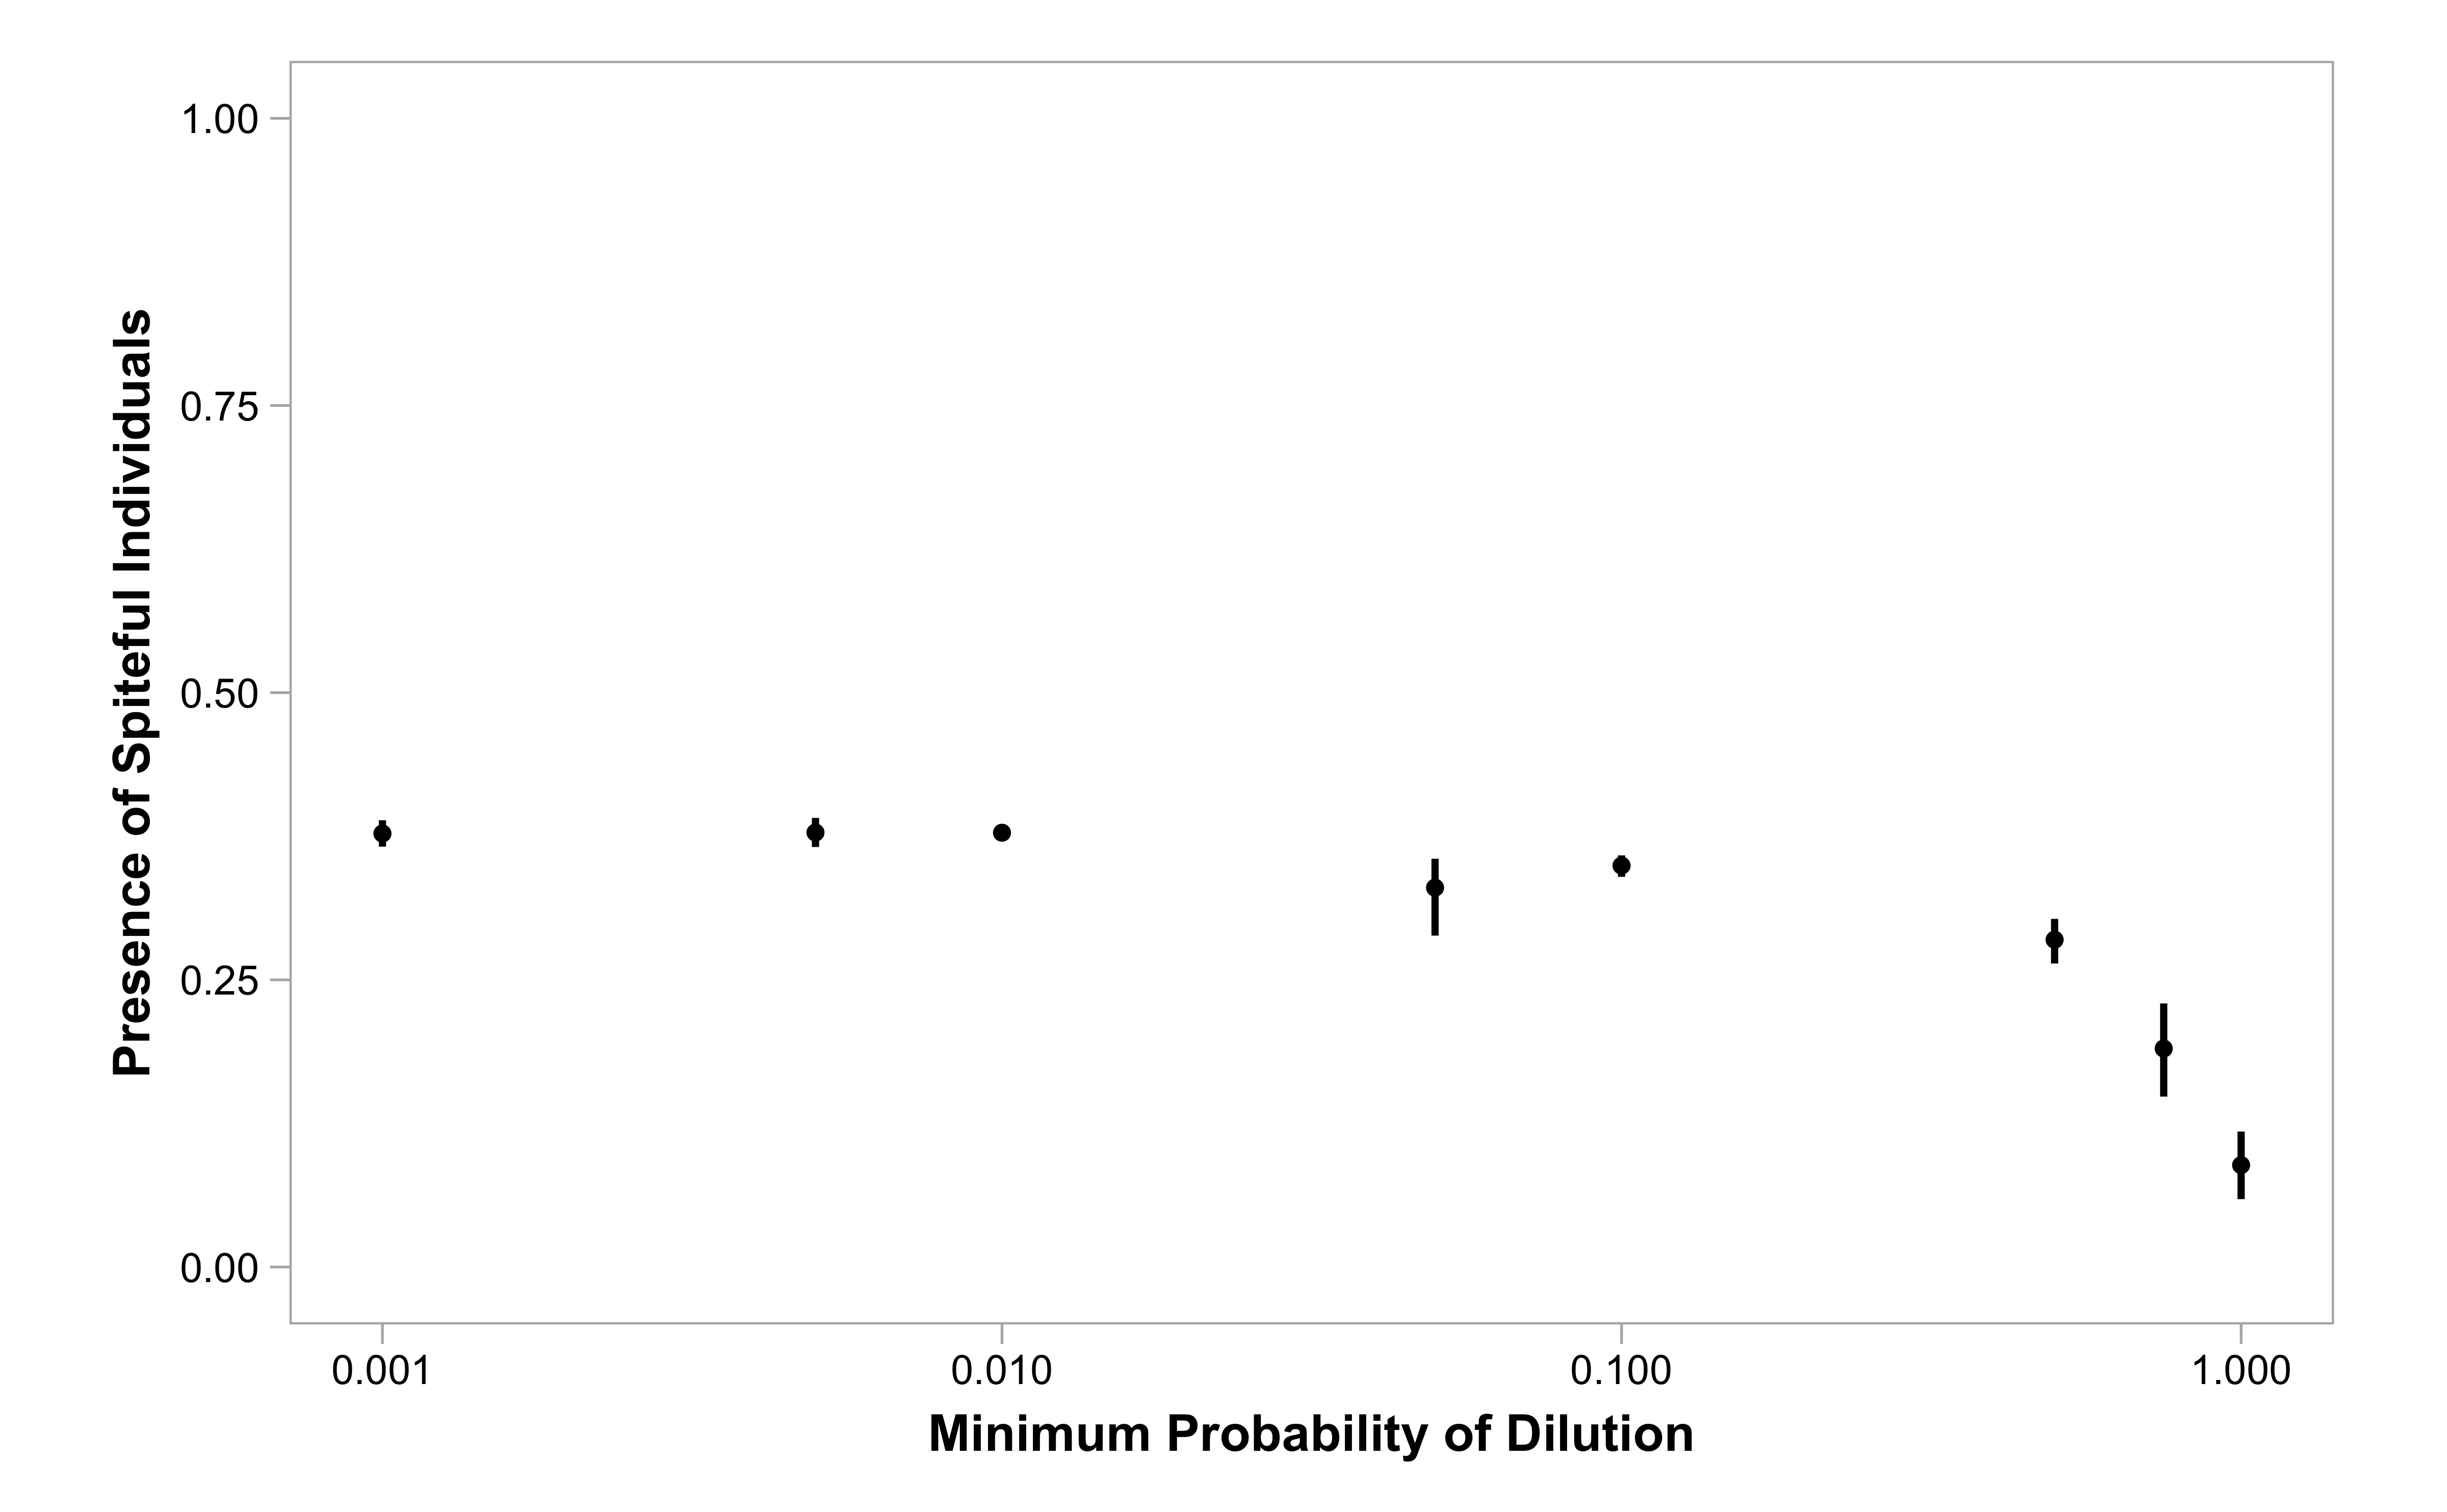 1.00
0.75
0.50
0.25
0.00
Presence of Spiteful Individuals
0.001 0.010 0.100 1.000
Minimum Probability of Dilution